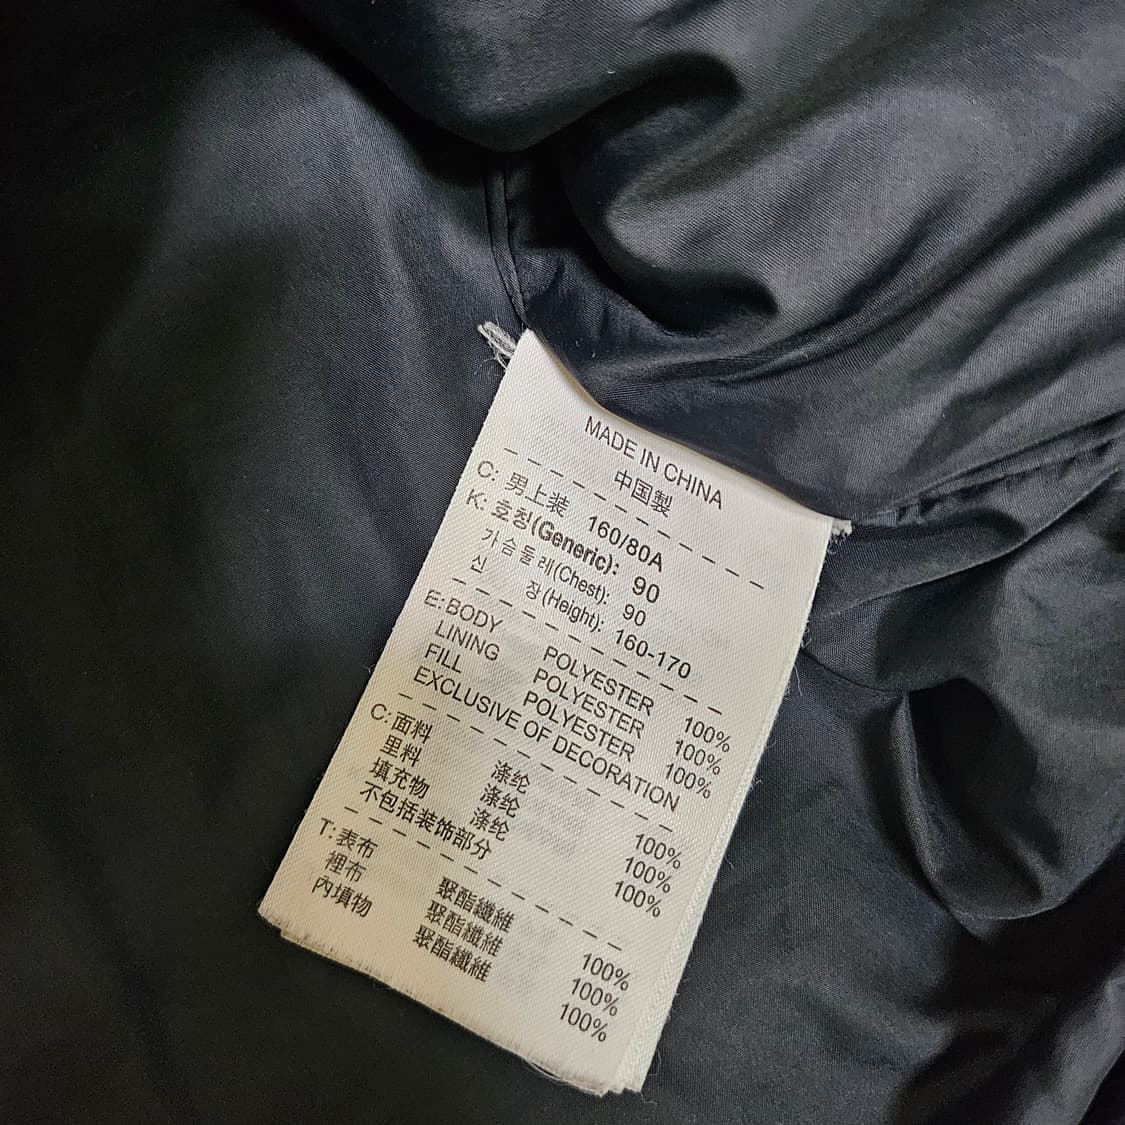 MADE IN CHINA
中国製
C: 男上装 160/80A
K: 호칭(Generic): 90
가슴둘레(Chest): 90
신 장(Height): 160-170
E: BODY POLYESTER 100%
LINING POLYESTER 100%
FILL POLYESTER 100%
EXCLUSIVE OF DECORATION
C: 面料 涤纶 100%
里料 涤纶 100%
填充物 涤纶 100%
不包括装饰部分
T: 表布 聚酯纖維 100%
裡布 聚酯纖維 100%
內填物 聚酯纖維 100%